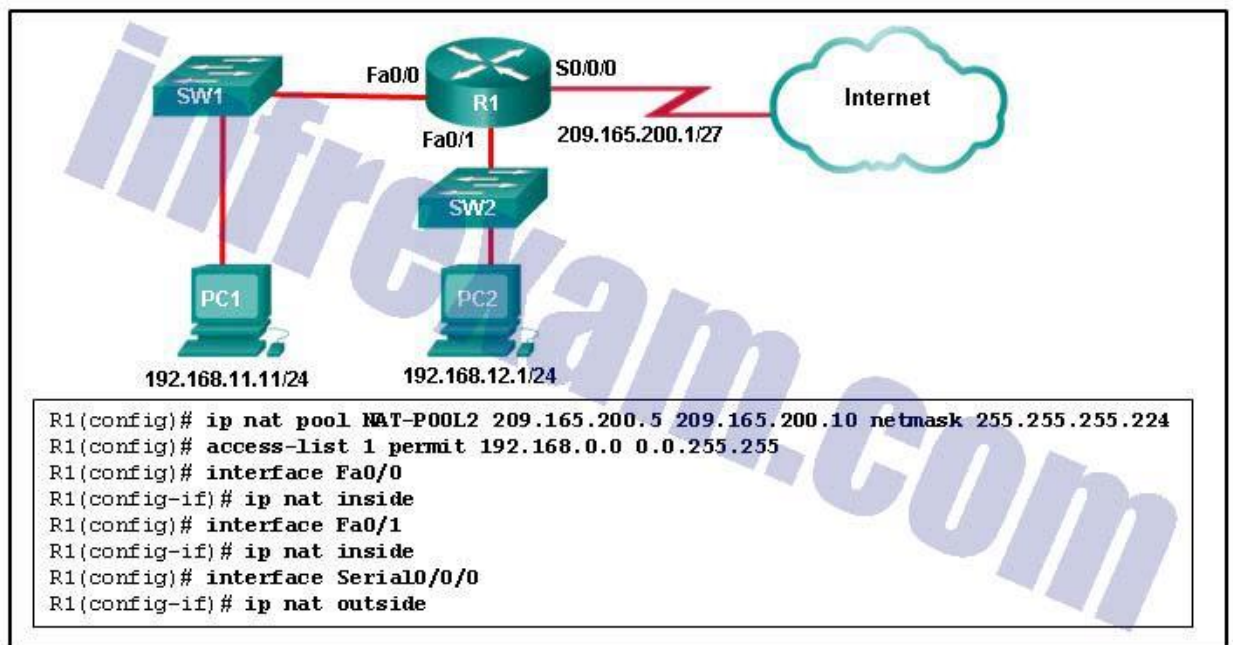 SW1
Fa0/0
R1
S0/0/0
Internet
Fa0/1
209.165.200.1/27
SW2
PC1
PC2
192.168.11.11/24
192.168.12.1/24
R1(config)# ip nat pool NAT-POOL2 209.165.200.5 209.165.200.10 netmask 255.255.255.224
R1(config)# access-list 1 permit 192.168.0.0 0.0.255.255
R1(config)# interface Fa0/0
R1(config-if)# ip nat inside
R1(config)# interface Fa0/1
R1(config-if)# ip nat inside
R1(config)# interface Serial0/0/0
R1(config-if)# ip nat outside
infrexam.com